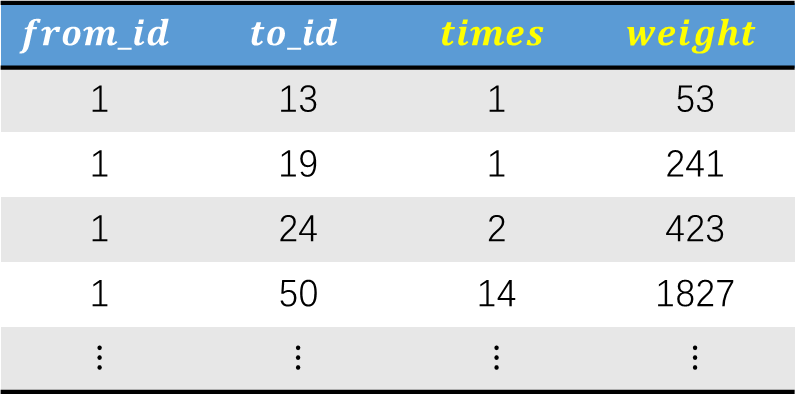 from_id to_id times weight
1 13 1 53
1 19 1 241
1 24 2 423
1 50 14 1827
⋮ ⋮ ⋮ ⋮